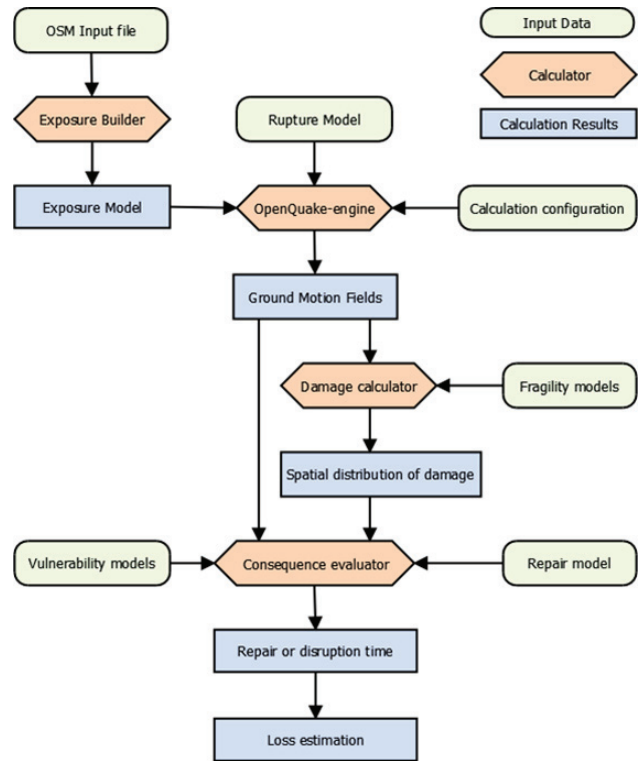 OSM Input file
Input Data
Calculator
Calculation Results
Exposure Builder
Rupture Model
Exposure Model
OpenQuake-engine
Calculation configuration
Ground Motion Fields
Damage calculator
Fragility models
Spatial distribution of damage
Vulnerability models
Consequence evaluator
Repair model
Repair or disruption time
Loss estimation